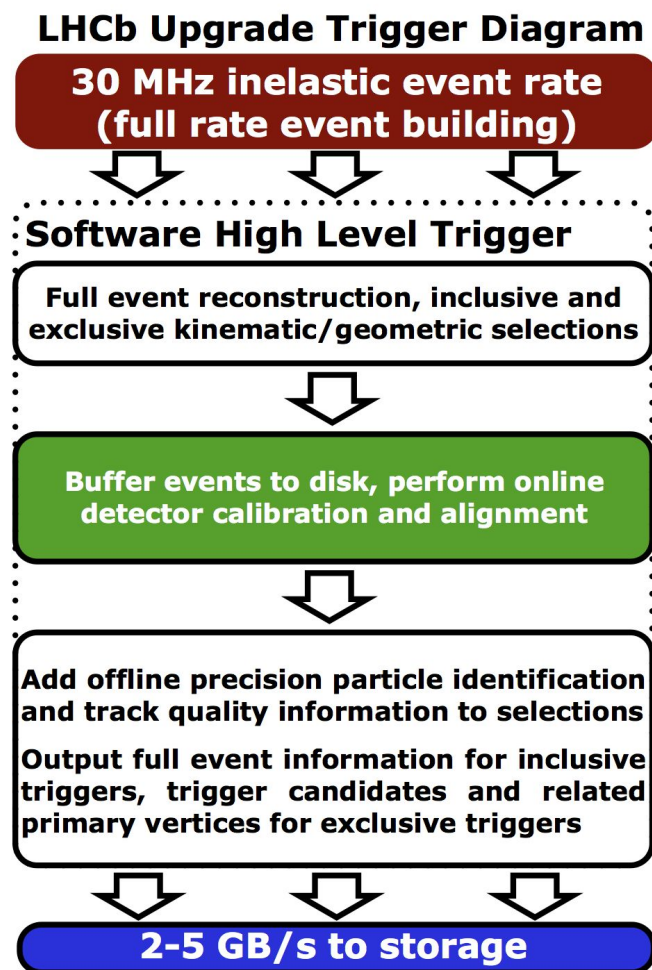 LHCb Upgrade Trigger Diagram
30 MHz inelastic event rate
(full rate event building)
Software High Level Trigger
Full event reconstruction, inclusive and
exclusive kinematic/geometric selections
Buffer events to disk, perform online
detector calibration and alignment
Add offline precision particle identification
and track quality information to selections
Output full event information for inclusive
triggers, trigger candidates and related
primary vertices for exclusive triggers
2-5 GB/s to storage